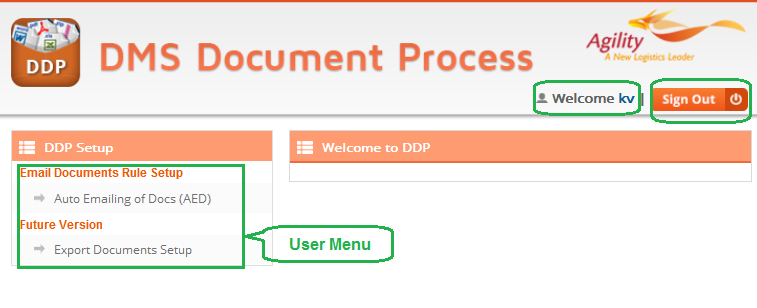 DDP
DMS Document Process
Agility
A New Logistics Leader
Welcome kv |
Sign Out
DDP Setup
Welcome to DDP
Email Documents Rule Setup
Auto Emailing of Docs (AED)
Future Version
Export Documents Setup
User Menu